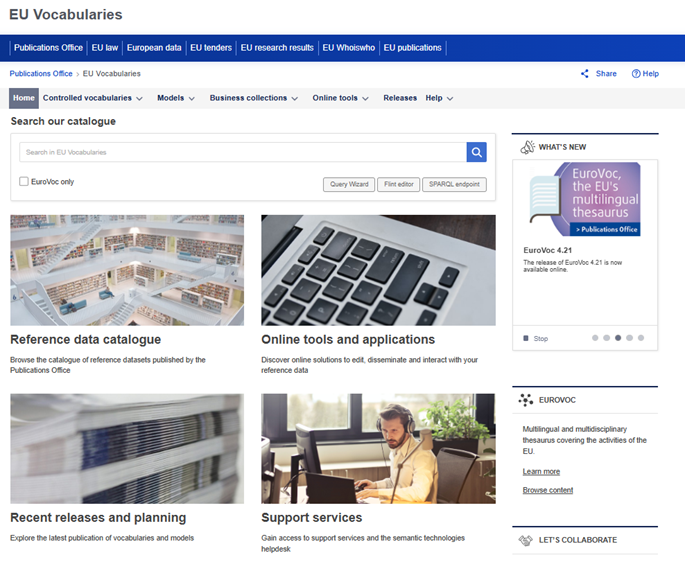 EU Vocabularies
Publications Office
EU law
European data
EU tenders
EU research results
EU Whoiswho
EU publications
Publications Office › EU Vocabularies
Share
Help
Home
Controlled vocabularies
Models
Business collections
Online tools
Releases
Help
Search our catalogue
Search in EU Vocabularies
EuroVoc only
Query Wizard
Flint editor
SPARQL endpoint
Reference data catalogue
Browse the catalogue of reference datasets published by the
Publications Office
Online tools and applications
Discover online solutions to edit, disseminate and interact with your
reference data
Recent releases and planning
Explore the latest publication of vocabularies and models
Support services
Gain access to support services and the semantic technologies
helpdesk
WHAT'S NEW
EuroVoc,
the EU's
multilingual
thesaurus
> Publications Office
EuroVoc 4.21
The release of EuroVoc 4.21 is now
available online.
Stop
EUROVOC
Multilingual and multidisciplinary
thesaurus covering the activities of the
EU.
Learn more
Browse content
LET'S COLLABORATE